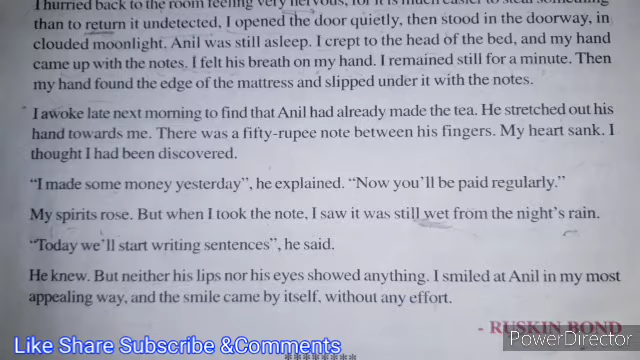 I hurried back to the room feeling very nervous, for it is much easier to steal something
than to return it undetected, I opened the door quietly, then stood in the doorway, in
clouded moonlight. Anil was still asleep. I crept to the head of the bed, and my hand
came up with the notes. I felt his breath on my hand. I remained still for a minute. Then
my hand found the edge of the mattress and slipped under it with the notes.
I awoke late next morning to find that Anil had already made the tea. He stretched out his
hand towards me. There was a fifty-rupee note between his fingers. My heart sank. I
thought I had been discovered.
“I made some money yesterday”, he explained. “Now you’ll be paid regularly.”
My spirits rose. But when I took the note, I saw it was still wet from the night’s rain.
“Today we’ll start writing sentences”, he said.
He knew. But neither his lips nor his eyes showed anything. I smiled at Anil in my most
appealing way, and the smile came by itself, without any effort.
- RUSKIN BOND
PowerDirector
Like Share Subscribe &Comments
********